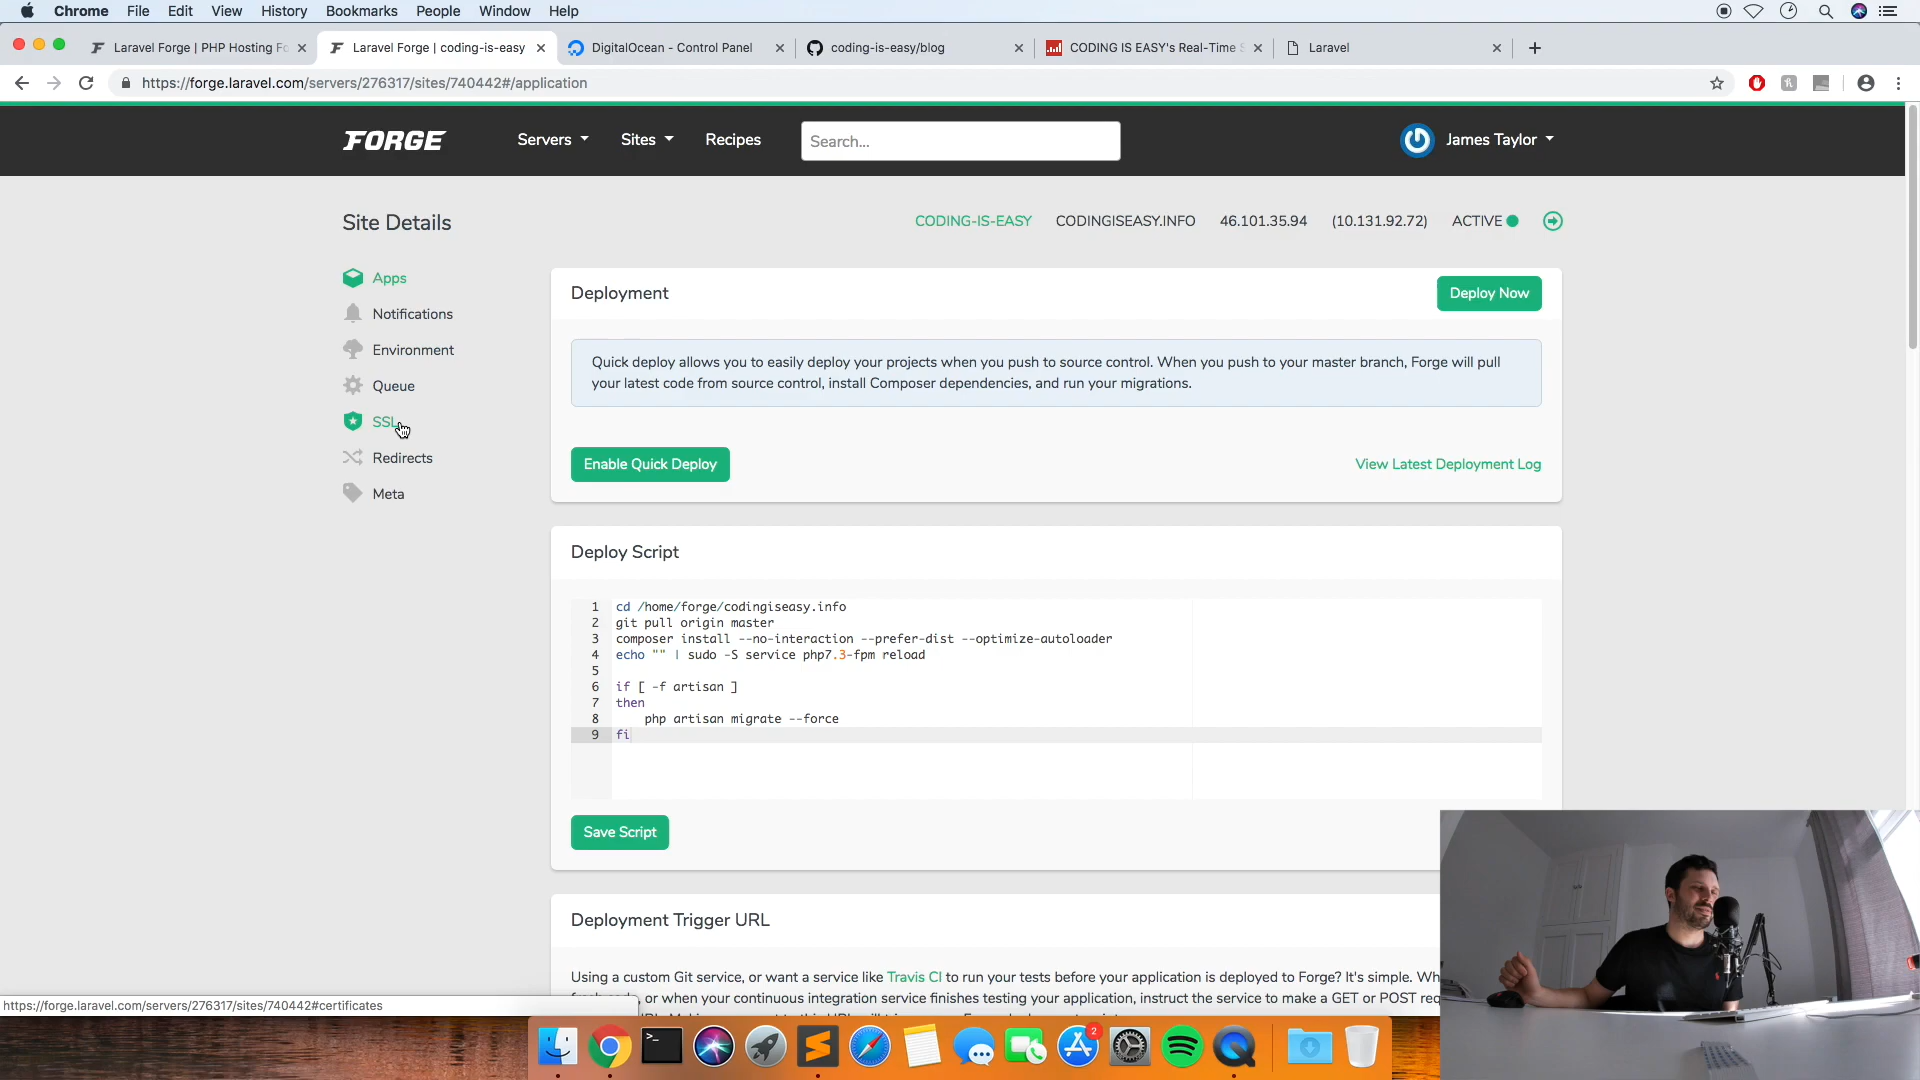 Chrome File Edit View History Bookmarks People Window Help
Laravel Forge | PHP Hosting Fo
Laravel Forge | coding-is-easy
DigitalOcean - Control Panel
coding-is-easy/blog
CODING IS EASY's Real-Time S
Laravel
https://forge.laravel.com/servers/276317/sites/740442#/application
FORGE
Servers
Sites
Recipes
Search...
James Taylor
Site Details
CODING-IS-EASY CODINGISEASY.INFO 46.101.35.94 (10.131.92.72) ACTIVE
Apps
Notifications
Environment
Queue
SSL
Redirects
Meta
Deployment
Deploy Now
Quick deploy allows you to easily deploy your projects when you push to source control. When you push to your master branch, Forge will pull
your latest code from source control, install Composer dependencies, and run your migrations.
Enable Quick Deploy
View Latest Deployment Log
Deploy Script
1 cd /home/forge/codingiseasy.info
2 git pull origin master
3 composer install --no-interaction --prefer-dist --optimize-autoloader
4 echo "" | sudo -S service php7.3-fpm reload
5
6 if [ -f artisan ]
7 then
8 php artisan migrate --force
9 fi
Save Script
Deployment Trigger URL
Using a custom Git service, or want a service like Travis CI to run your tests before your application is deployed to Forge? It's simple. Wh
or when your continuous integration service finishes testing your application, instruct the service to make a GET or POST req
https://forge.laravel.com/servers/276317/sites/740442#certificates
2